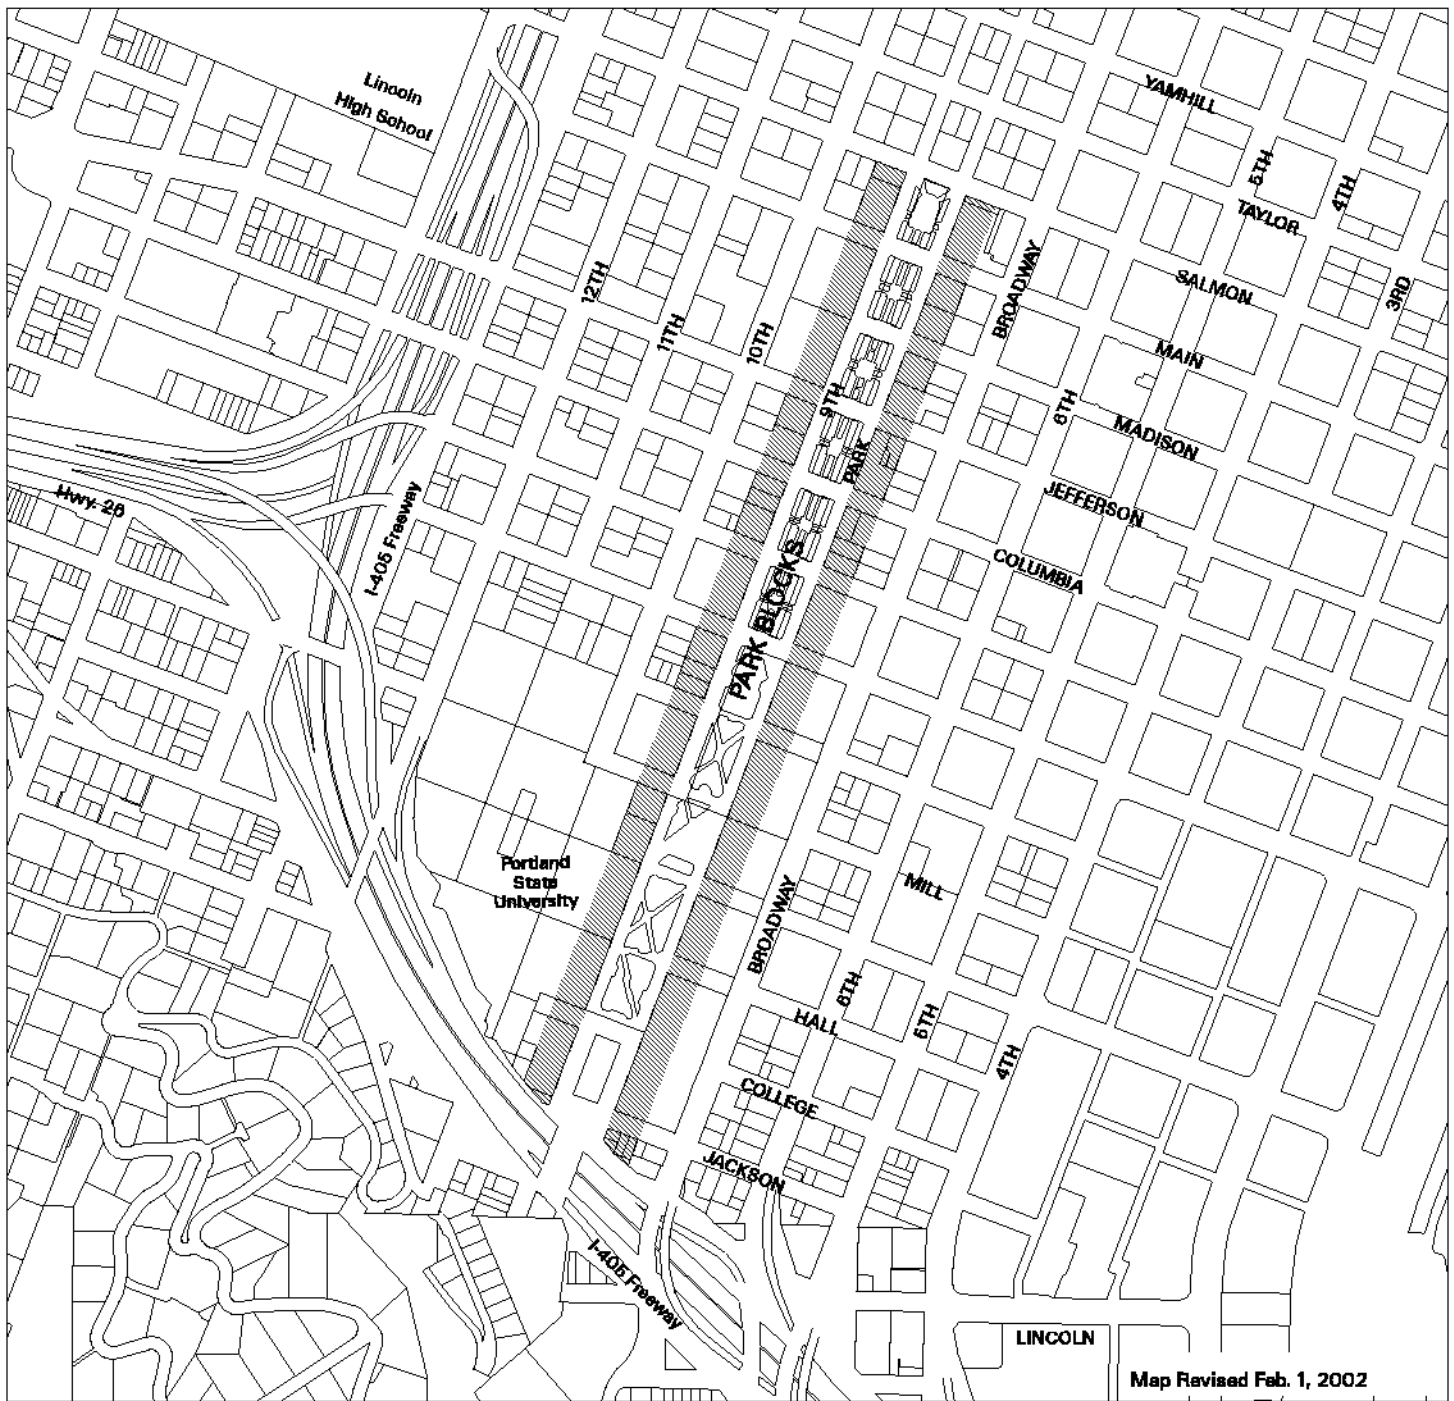 Lincoln
High School
YAMHILL
5TH
4TH
TAYLOR
12TH
BROADWAY
SALMON
3RD
11TH
10TH
MAIN
9TH
6TH
MADISON
PARK
Hwy. 26
I-405 Freeway
JEFFERSON
COLUMBIA
PARK BLOCKS
Portland
State
University
MILL
BROADWAY
6TH
HALL
5TH
4TH
COLLEGE
JACKSON
I-405 Freeway
LINCOLN
Map Revised Feb. 1, 2002